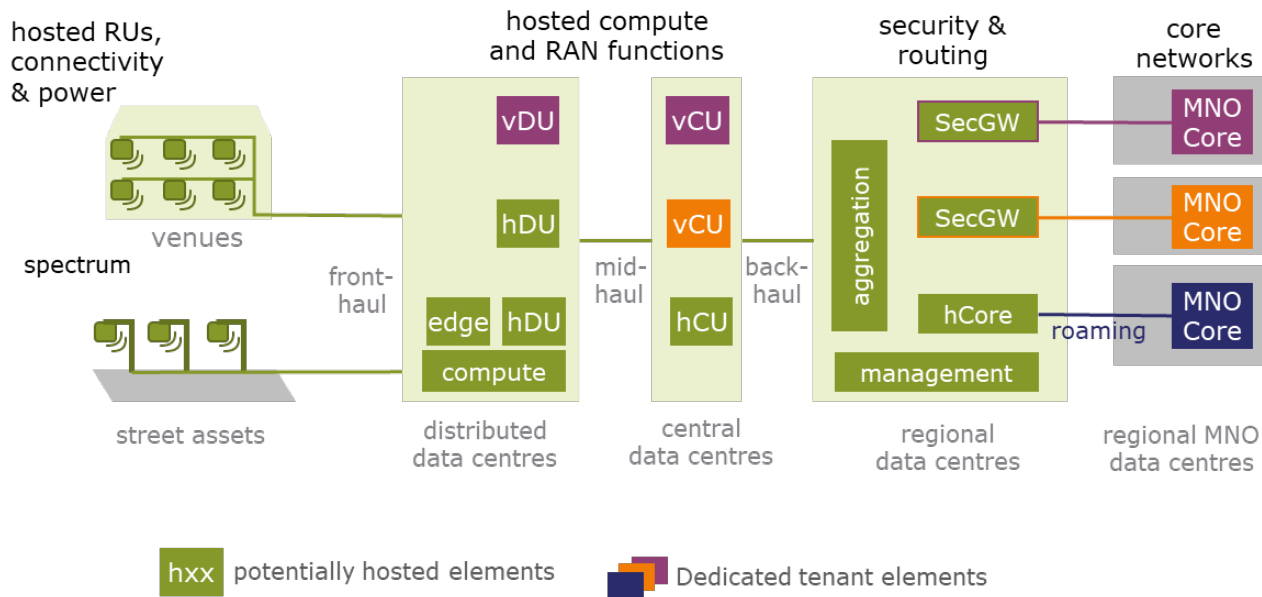 hosted RUs,
connectivity
& power
hosted compute
and RAN functions
security &
routing
core
networks
venues
spectrum
street assets
front-
haul
vDU
hDU
edge
hDU
compute
distributed
data centres
mid-
haul
vCU
vCU
hCU
central
data centres
back-
haul
aggregation
SecGW
SecGW
hCore
management
regional
data centres
roaming
MNO
Core
MNO
Core
MNO
Core
regional MNO
data centres
hxx
potentially hosted elements
Dedicated tenant elements